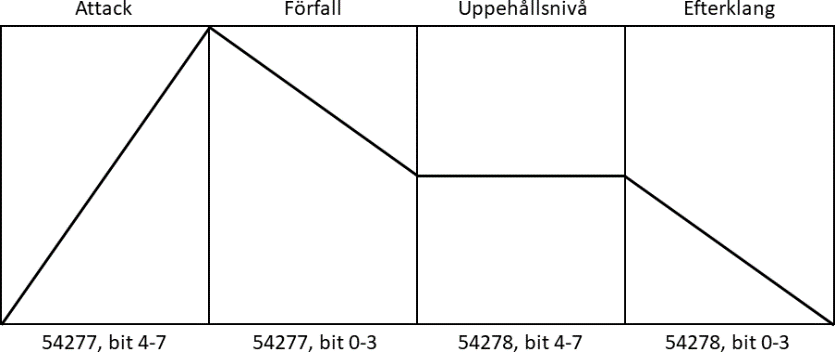 Attack Förfall Uppehållsnivå Efterklang
54277, bit 4-7 54277, bit 0-3 54278, bit 4-7 54278, bit 0-3